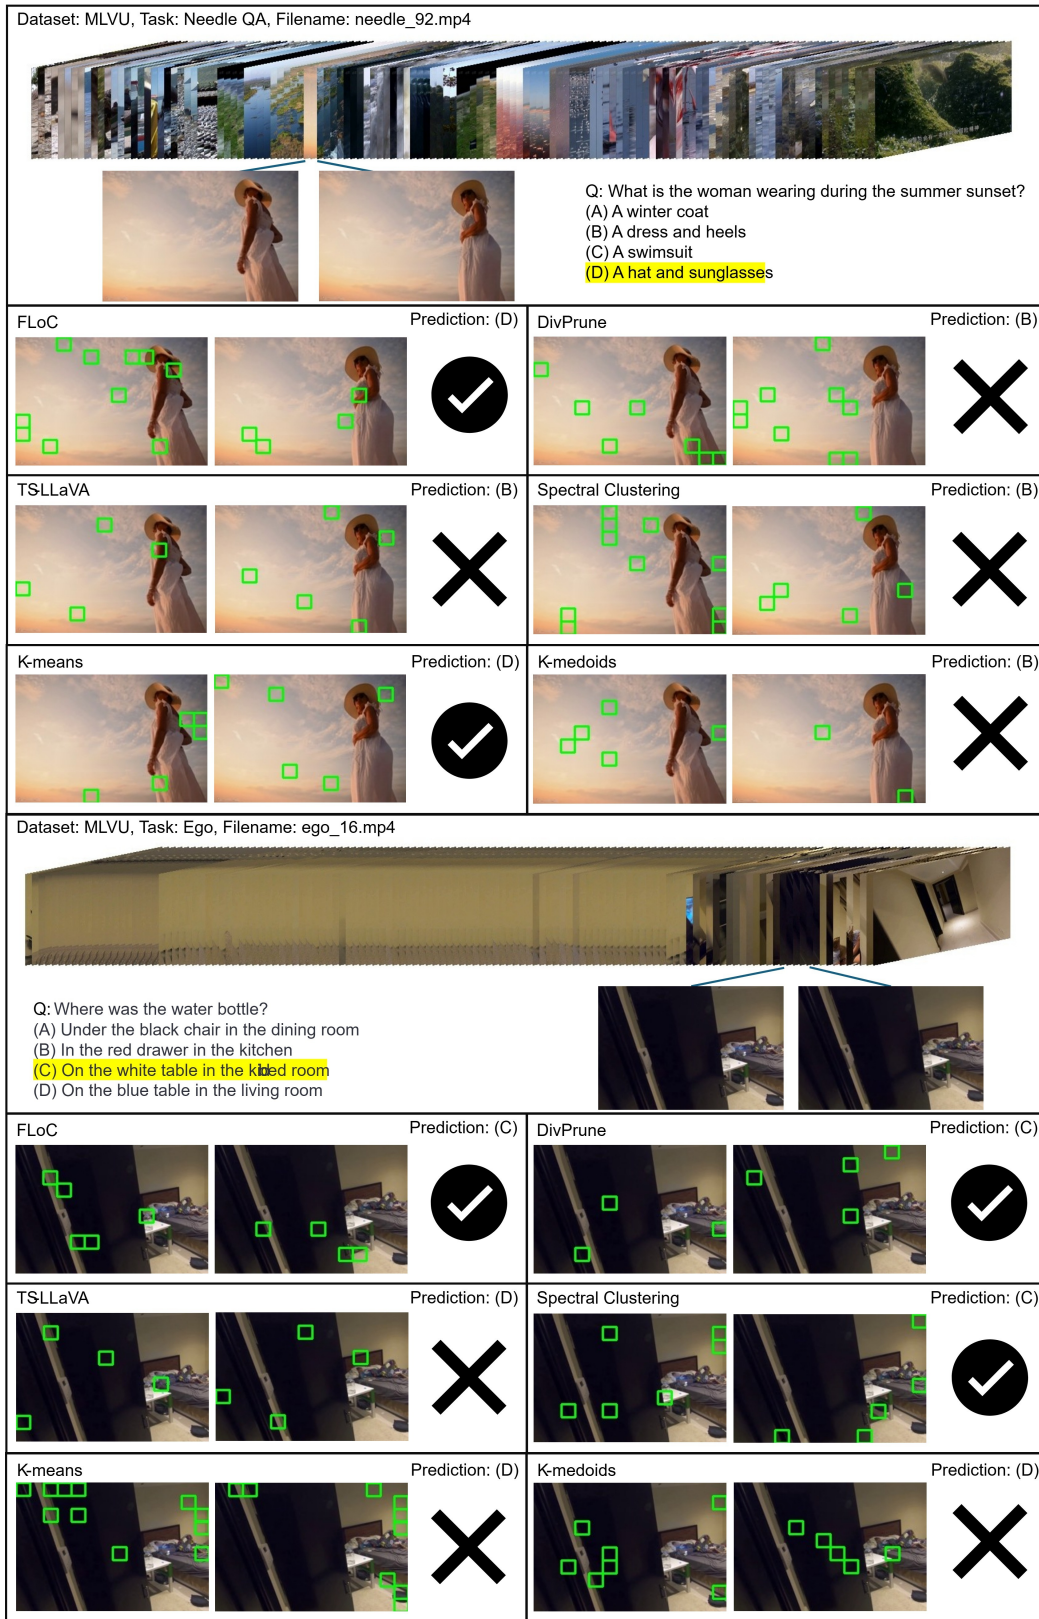 Dataset: MLVU, Task: Needle QA, Filename: needle_92.mp4
Q: What is the woman wearing during the summer sunset?
(A) A winter coat
(B) A dress and heels
(C) A swimsuit
(D) A hat and sunglasses
FLoC Prediction: (D)
DivPrune Prediction: (B)
TS-LLaVA Prediction: (B)
Spectral Clustering Prediction: (B)
K-means Prediction: (D)
K-medoids Prediction: (B)
Dataset: MLVU, Task: Ego, Filename: ego_16.mp4
Q: Where was the water bottle?
(A) Under the black chair in the dining room
(B) In the red drawer in the kitchen
(C) On the white table in the room
(D) On the blue table in the living room
FLoC Prediction: (C)
DivPrune Prediction: (C)
TS-LLaVA Prediction: (D)
Spectral Clustering Prediction: (C)
K-means Prediction: (D)
K-medoids Prediction: (D)